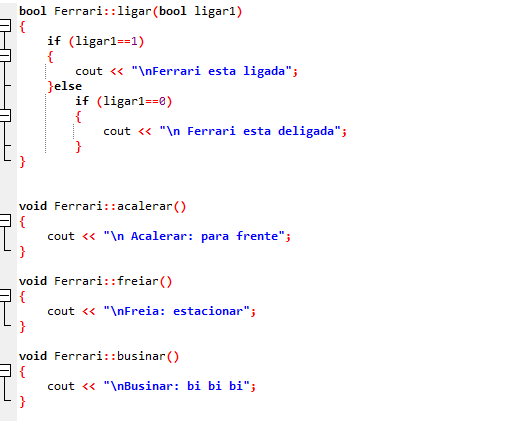 bool Ferrari::ligar(bool ligar1)
{
    if (ligar1==1)
    {
        cout << "\nFerrari esta ligada";
    }else
        if (ligar1==0)
        {
            cout << "\n Ferrari esta deligada";
        }
}
void Ferrari::acalerar()
{
    cout << "\n Acalerar: para frente";
}
void Ferrari::freiar()
{
    cout << "\nFreia: estacionar";
}
void Ferrari::businar()
{
    cout << "\nBusinar: bi bi bi";
}